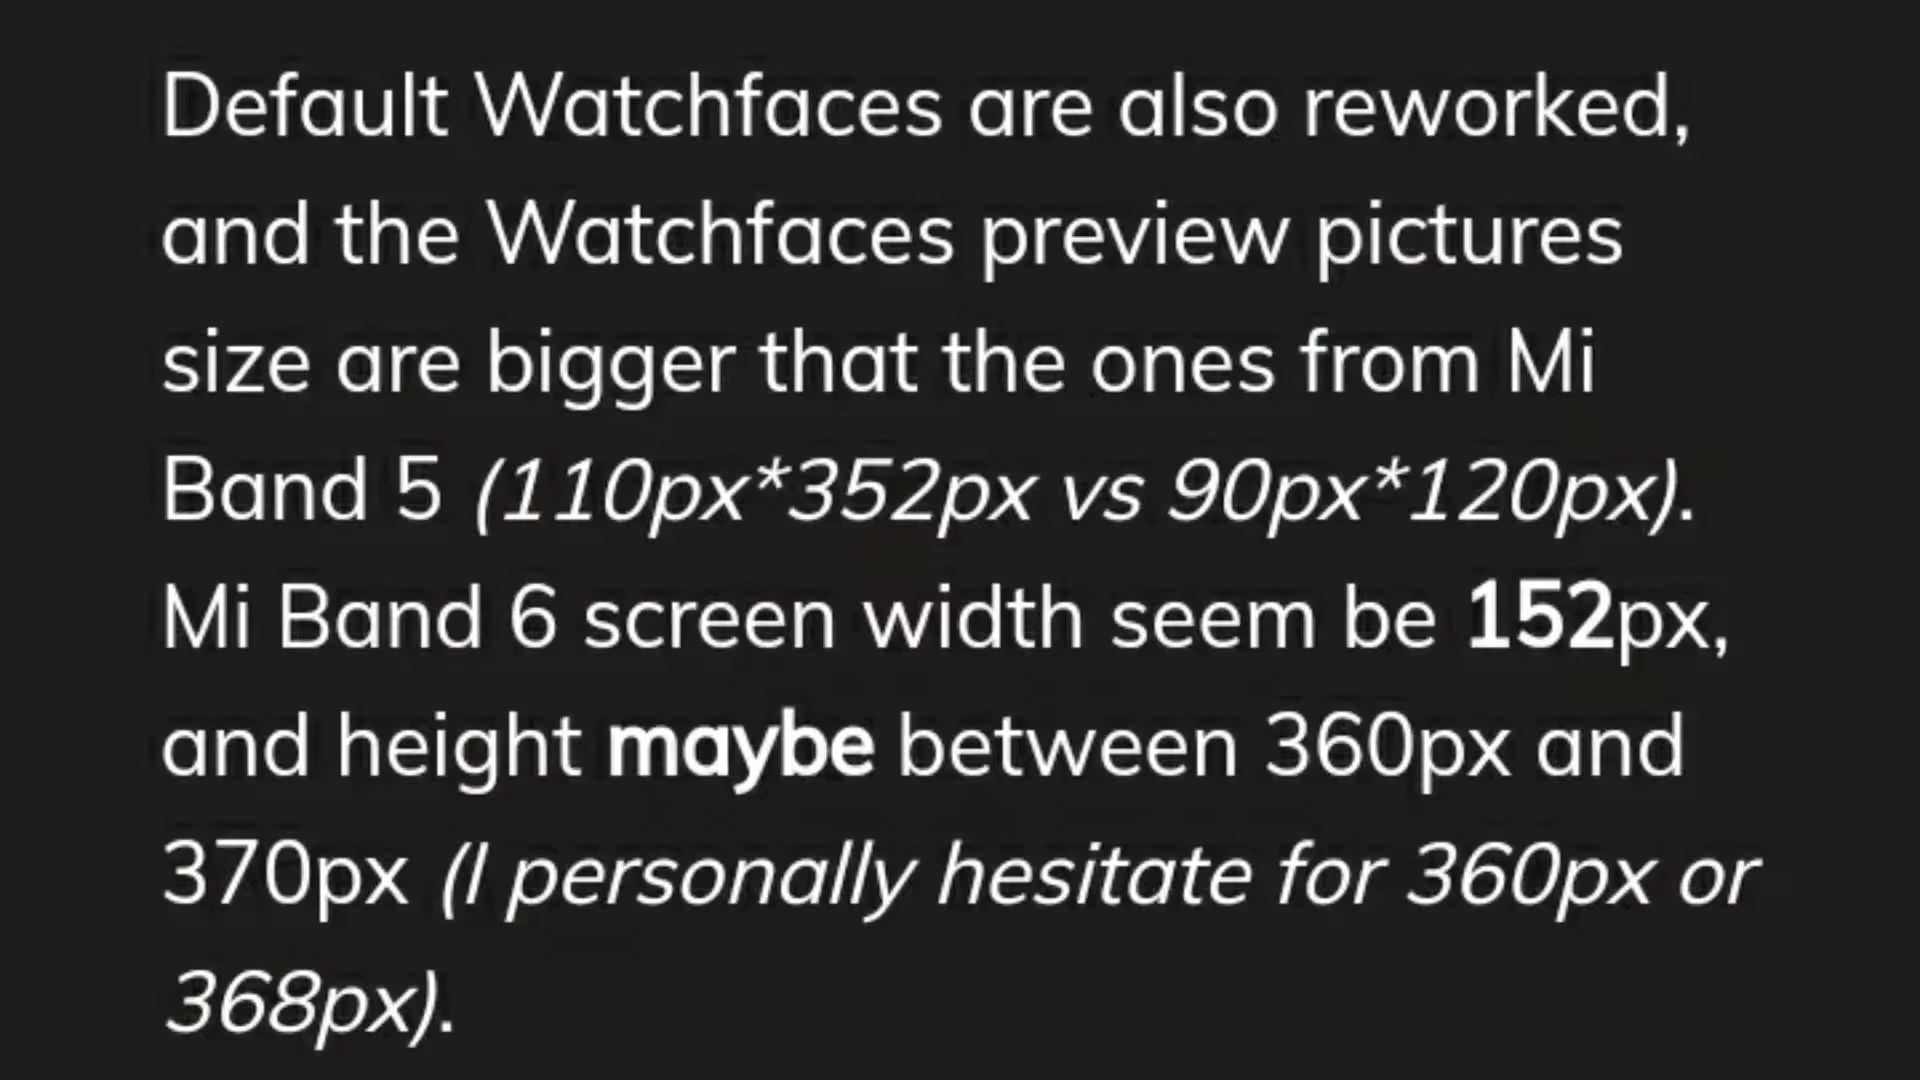 Default Watchfaces are also reworked,
and the Watchfaces preview pictures
size are bigger that the ones from Mi
Band 5 (110px*352px vs 90px*120px).
Mi Band 6 screen width seem be 152px,
and height maybe between 360px and
370px (I personally hesitate for 360px or
368px).